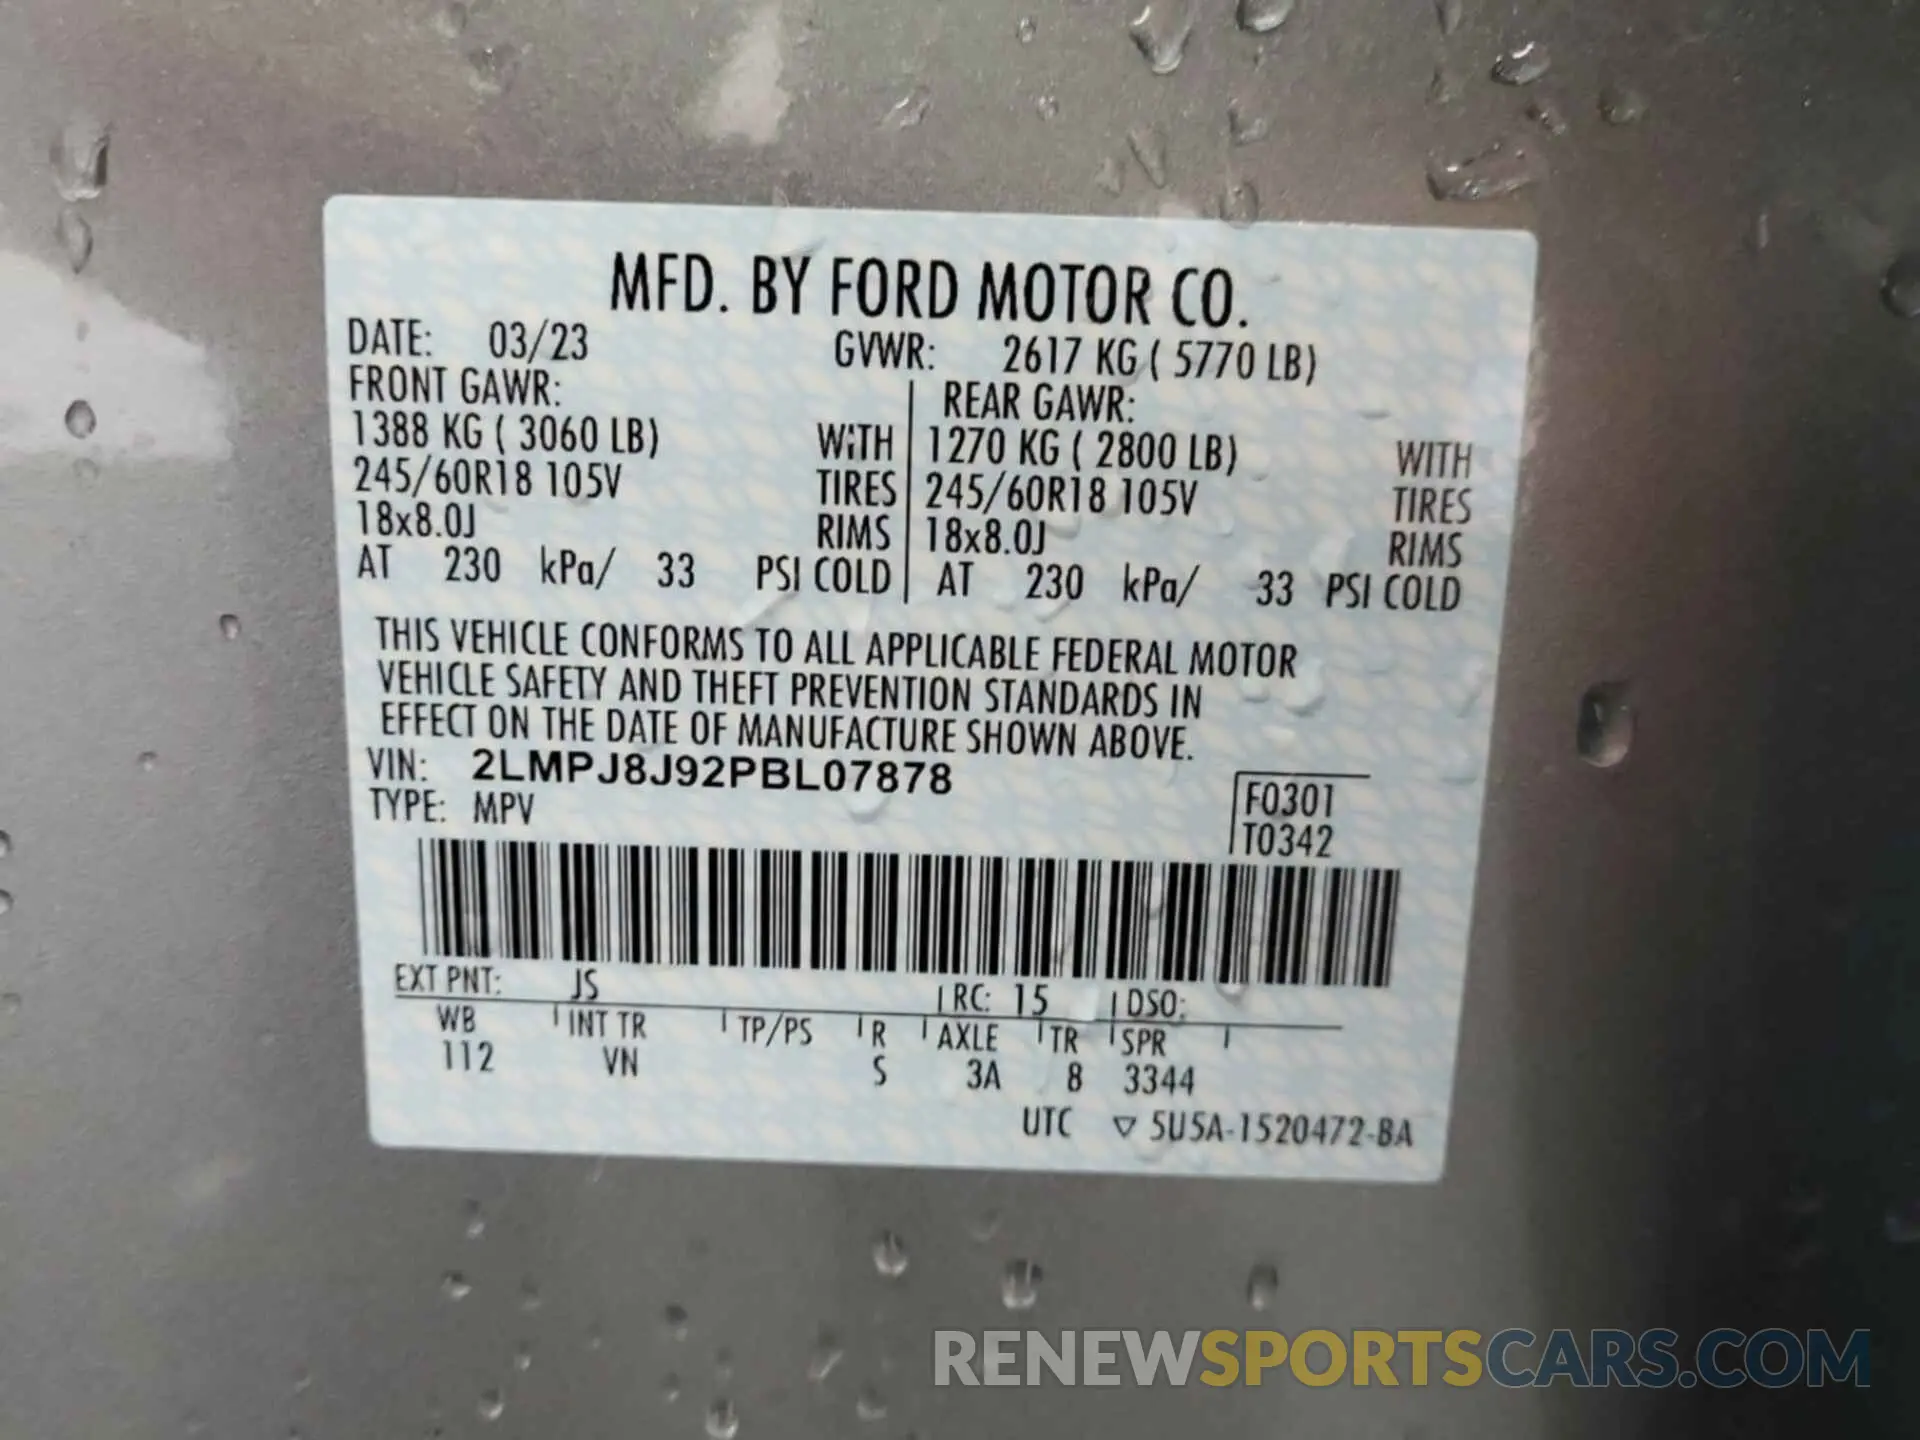 MFD. BY FORD MOTOR CO.
DATE: 03/23 GVWR: 2617 KG ( 5770 LB)
FRONT GAWR: REAR GAWR:
1388 KG ( 3060 LB) WITH 1270 KG ( 2800 LB) WITH
245/60R18 105V TIRES 245/60R18 105V TIRES
18x8.0J RIMS 18x8.0J RIMS
AT 230 kPa/ 33 PSI COLD AT 230 kPa/ 33 PSI COLD
THIS VEHICLE CONFORMS TO ALL APPLICABLE FEDERAL MOTOR
VEHICLE SAFETY AND THEFT PREVENTION STANDARDS IN
EFFECT ON THE DATE OF MANUFACTURE SHOWN ABOVE.
VIN: 2LMPJ8J92PBL07878
TYPE: MPV
F0301
T0342
EXT PNT: JS RC: 15 DSO:
WB INT TR TP/PS R AXLE TR SPR
112 VN S 3A 8 3344
UTC ▽ 5U5A-1520472-BA
RENEWSPORTSCARS.COM